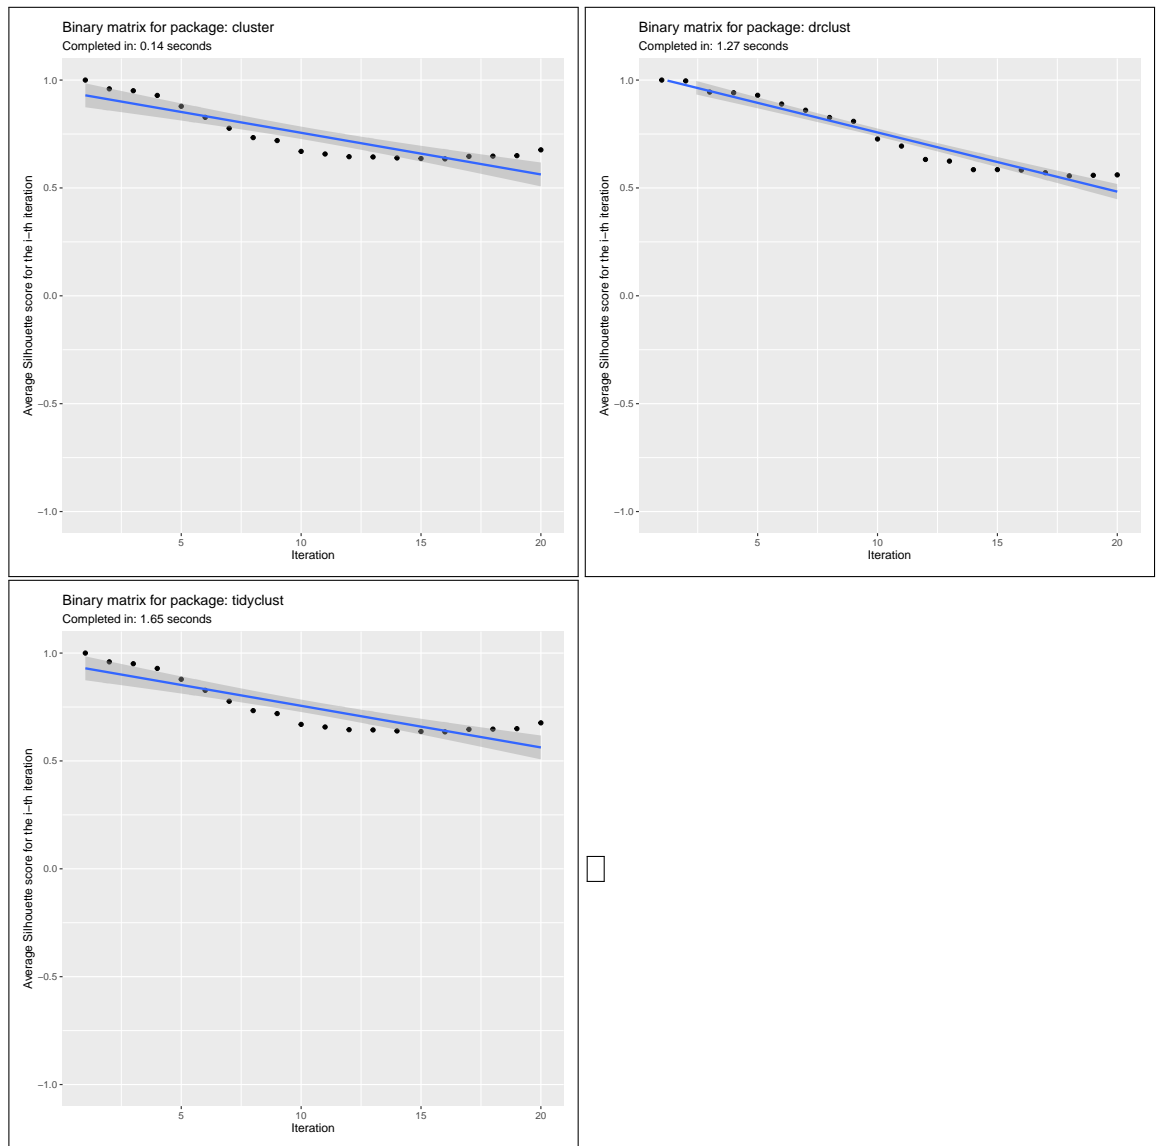 Binary matrix for package: cluster
Completed in: 0.14 seconds
Average Silhouette score for the i−th iteration
1.0
0.5
0.0
−0.5
−1.0
5
10
15
20
Iteration
Binary matrix for package: drclust
Completed in: 1.27 seconds
Average Silhouette score for the i−th iteration
1.0
0.5
0.0
−0.5
−1.0
5
10
15
20
Iteration
Binary matrix for package: tidyclust
Completed in: 1.65 seconds
Average Silhouette score for the i−th iteration
1.0
0.5
0.0
−0.5
−1.0
5
10
15
20
Iteration